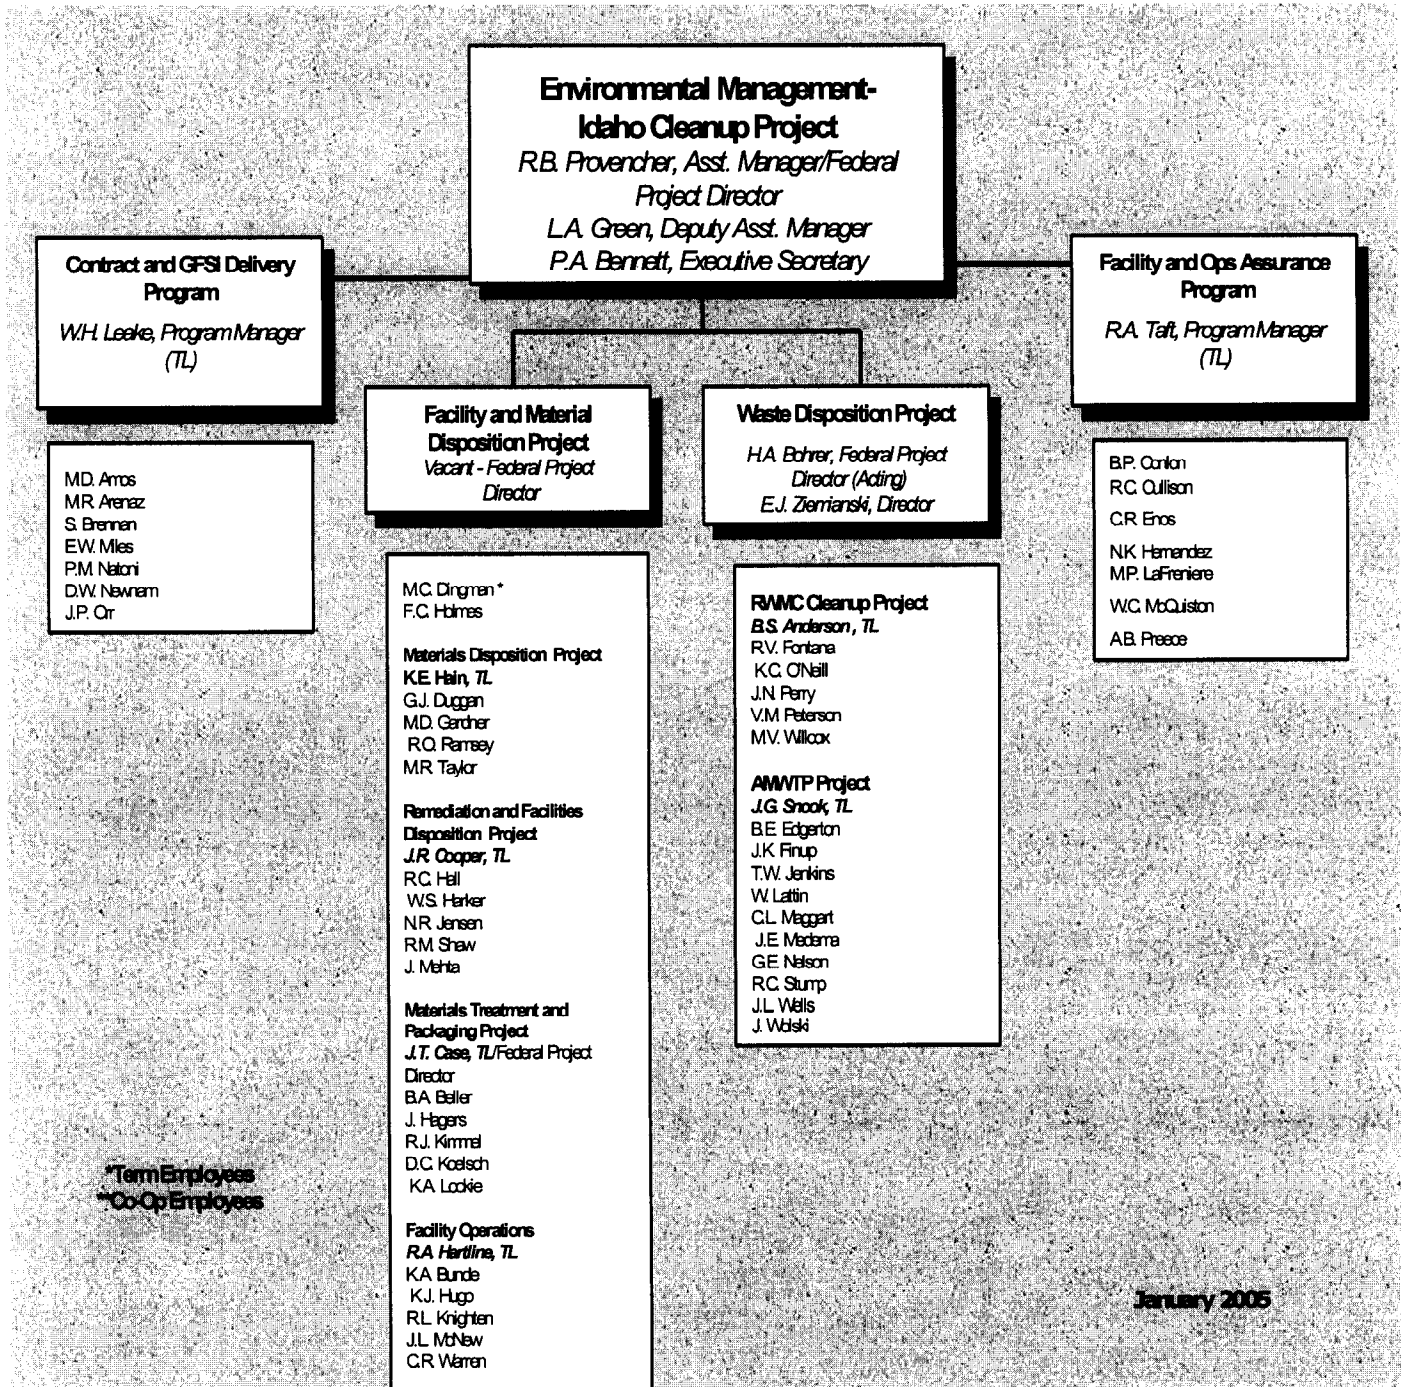 Environmental Management-
Idaho Cleanup Project
R.B. Provencher, Asst. Manager/Federal
Project Director
L.A. Green, Deputy Asst. Manager
P.A. Bennett, Executive Secretary
Contract and GFSI Delivery
Program
W.H. Leake, Program Manager
(TL)
M.D. Amos
M.R. Arenaz
S. Brennan
E.W. Miles
P.M. Natoni
D.W. Newnam
J.P. Orr
Facility and Material
Disposition Project
Vacant - Federal Project
Director
M.C. Dingman *
F.C. Holmes
Materials Disposition Project
K.E. Hain, TL
G.J. Duggan
M.D. Gardner
R.O. Ramsey
M.R. Taylor
Remediation and Facilities
Disposition Project
J.R. Cooper, TL
R.C. Hall
W.S. Harker
N.R. Jensen
R.M. Shaw
J. Mehta
Materials Treatment and
Packaging Project
J.T. Case, TL/Federal Project
Director
B.A. Beller
J. Hagers
R.J. Kimmel
D.C. Koelsch
K.A. Lockie
Facility Operations
R.A. Hartline, TL
K.A. Bunde
K.J. Hugo
R.L. Knighten
J.L. McNew
C.R. Warren
Waste Disposition Project
H.A. Bohrer, Federal Project
Director (Acting)
E.J. Ziemianski, Director
RWMC Cleanup Project
B.S. Anderson, TL
R.V. Fontana
K.C. O'Neill
J.N. Perry
V.M. Peterson
M.V. Willcox
AMWTP Project
J.G. Snook, TL
B.E. Edgerton
J.K. Finup
T.W. Jenkins
W. Lattin
C.L. Maggart
J.E. Medema
G.E. Nelson
R.C. Stump
J.L. Wells
J. Wolski
Facility and Ops Assurance
Program
R.A. Taft, Program Manager
(TL)
B.P. Conlon
R.C. Cullison
C.R. Enos
N.K. Hernandez
M.P. LaFreniere
W.C. McQuiston
A.B. Preece
*Term Employees
**Co-Op Employees
January 2005